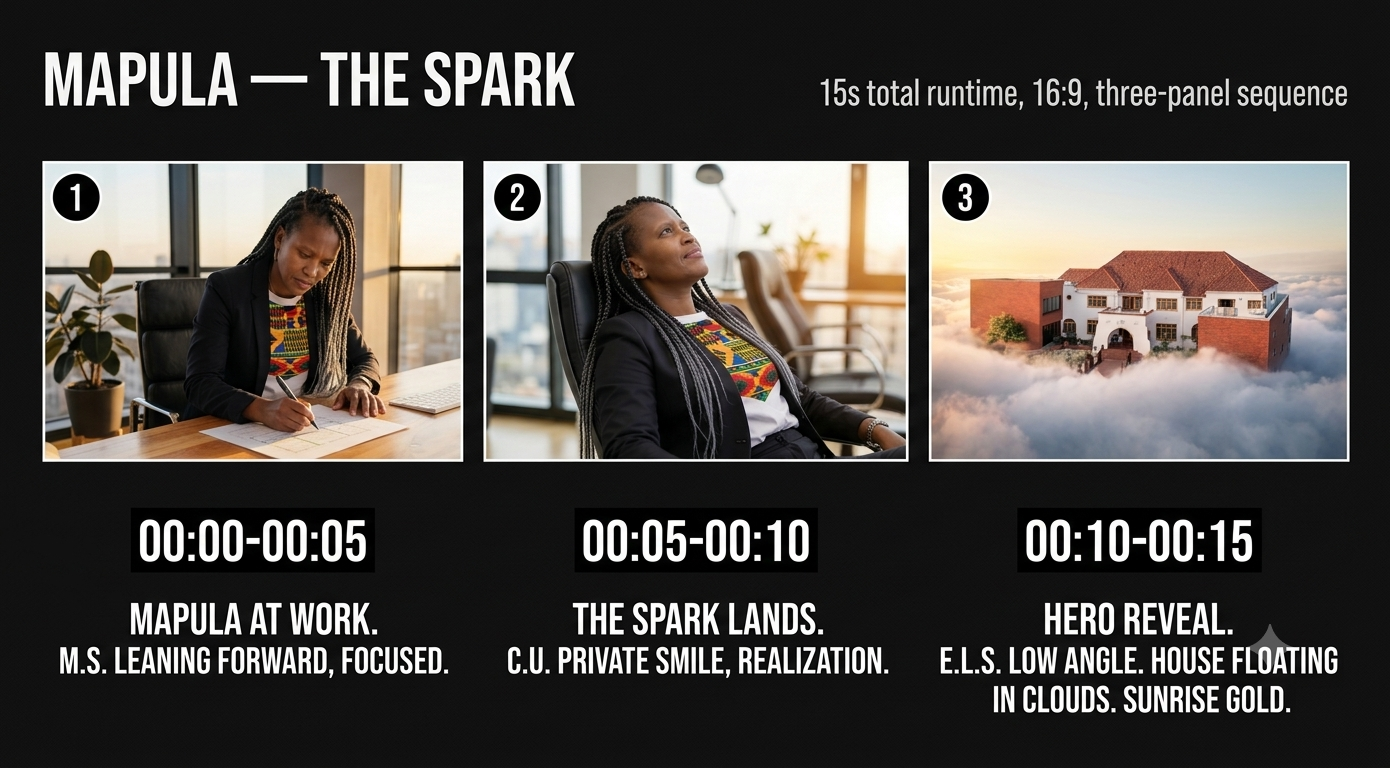 MAPULA — THE SPARK
15s total runtime, 16:9, three-panel sequence
1
2
3
00:00-00:05
00:05-00:10
00:10-00:15
MAPULA AT WORK.
M.S. LEANING FORWARD, FOCUSED.
THE SPARK LANDS.
C.U. PRIVATE SMILE, REALIZATION.
HERO REVEAL.
E.L.S. LOW ANGLE. HOUSE FLOATING
IN CLOUDS. SUNRISE GOLD.